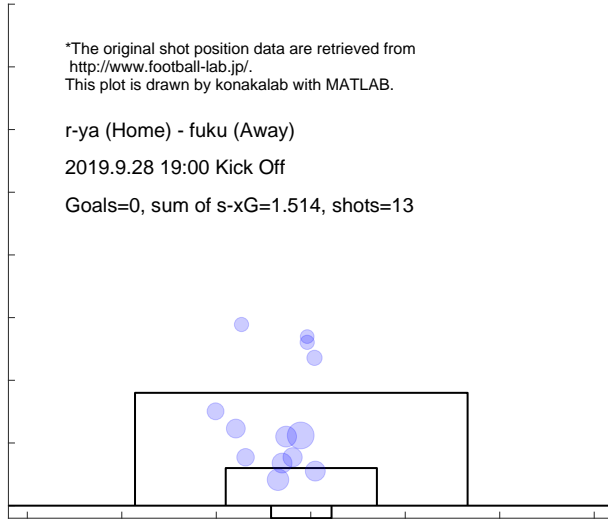 *The original shot position data are retrieved from
http://www.football-lab.jp/.
This plot is drawn by konakalab with MATLAB.
r-ya (Home) - fuku (Away)
2019.9.28 19:00 Kick Off
Goals=0, sum of s-xG=1.514, shots=13